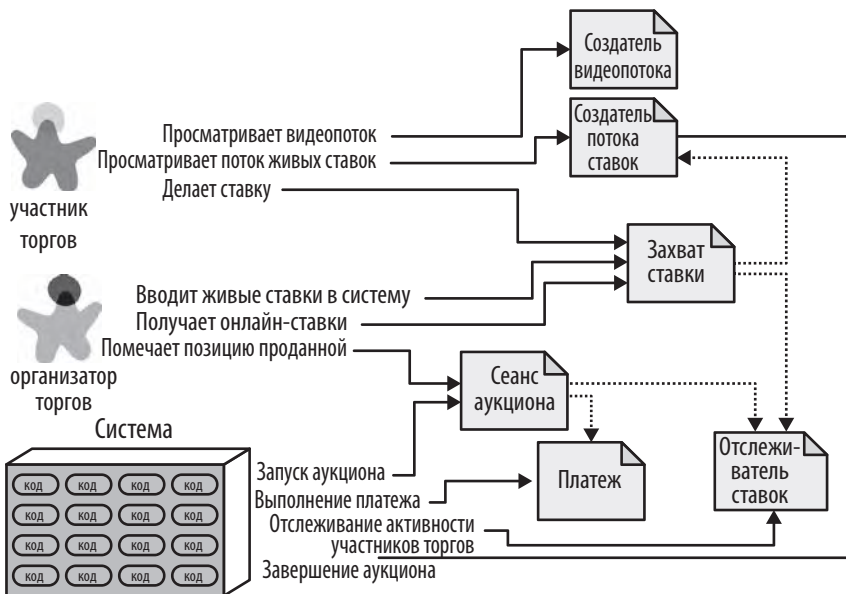 Создатель
видеопотока
Просматривает видеопоток
Создатель
потока
ставок
Просматривает поток живых ставок
Делает ставку
участник
торгов
Захват
ставки
Вводит живые ставки в систему
Получает онлайн-ставки
Помечает позицию проданной
организатор
торгов
Сеанс
аукциона
Система
Запуск аукциона
Выполнение платежа
Платеж
Отслежи-
ватель
ставок
Отслеживание активности
участников торгов
Завершение аукциона
код код код код
код код код код
код код код код
код код код код